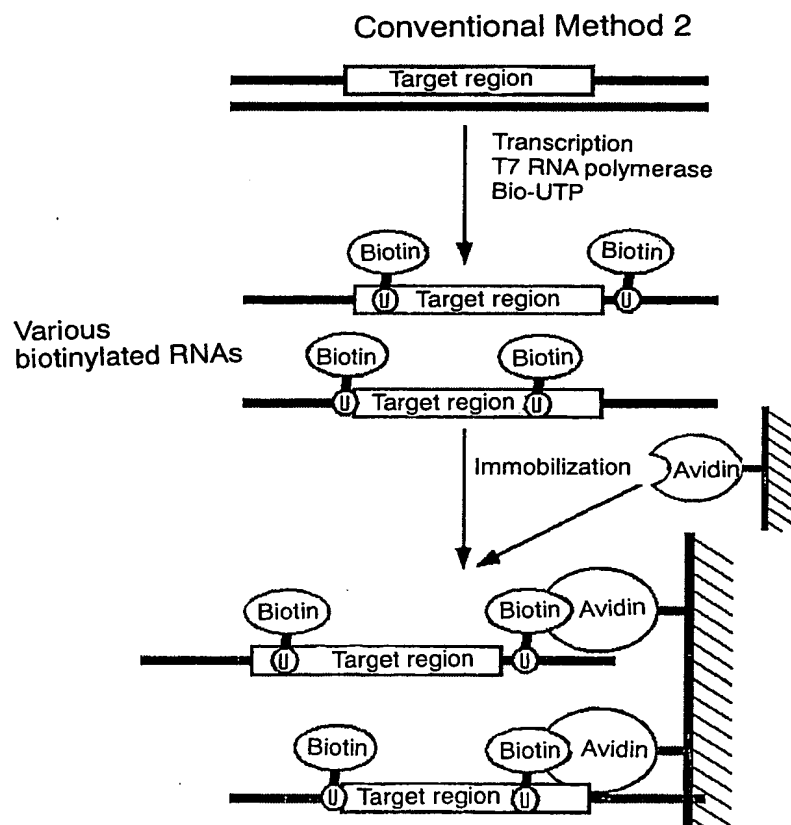 Conventional Method 2
Target region
Transcription
T7 RNA polymerase
Bio-UTP
Biotin Biotin
U Target region U
Various
biotinylated RNAs
Biotin Biotin
U Target region U
Immobilization Avidin
Biotin Biotin Avidin
U Target region U
Biotin Biotin Avidin
U Target region U